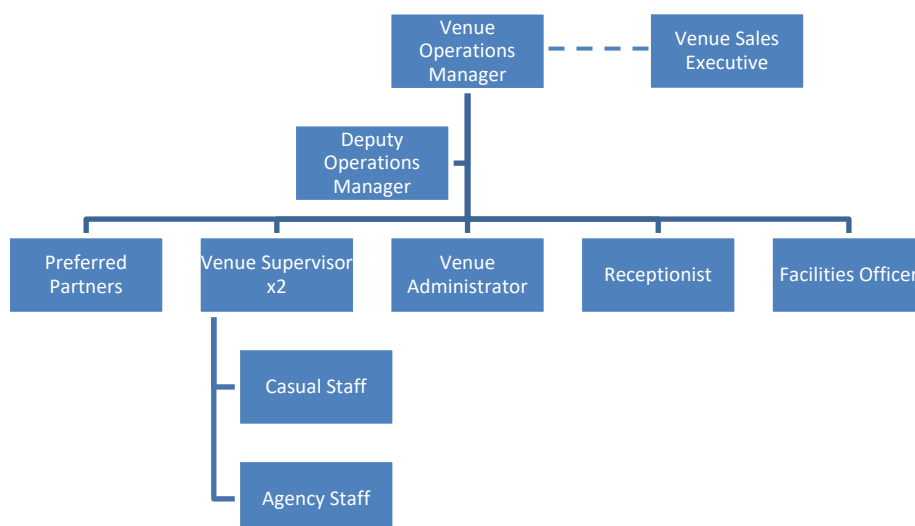 Venue
Operations
Manager
Venue Sales
Executive
Deputy
Operations
Manager
Preferred
Partners
Venue Supervisor
x2
Venue
Administrator
Receptionist
Facilities Officer
Casual Staff
Agency Staff